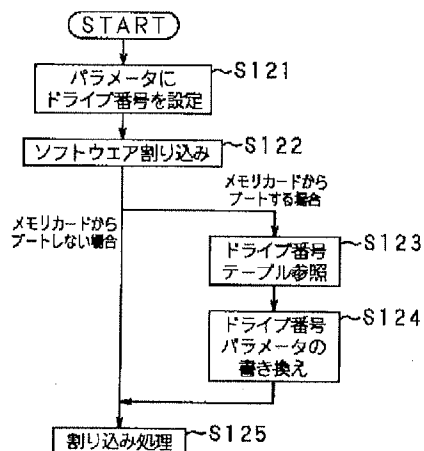 START
パラメータに
ドライブ番号を設定
S121
ソフトウェア割り込み
S122
メモリカードから
ブートする場合
メモリカードから
ブートしない場合
ドライブ番号
テーブル参照
S123
ドライブ番号
パラメータの
書き換え
S124
割り込み処理
S125